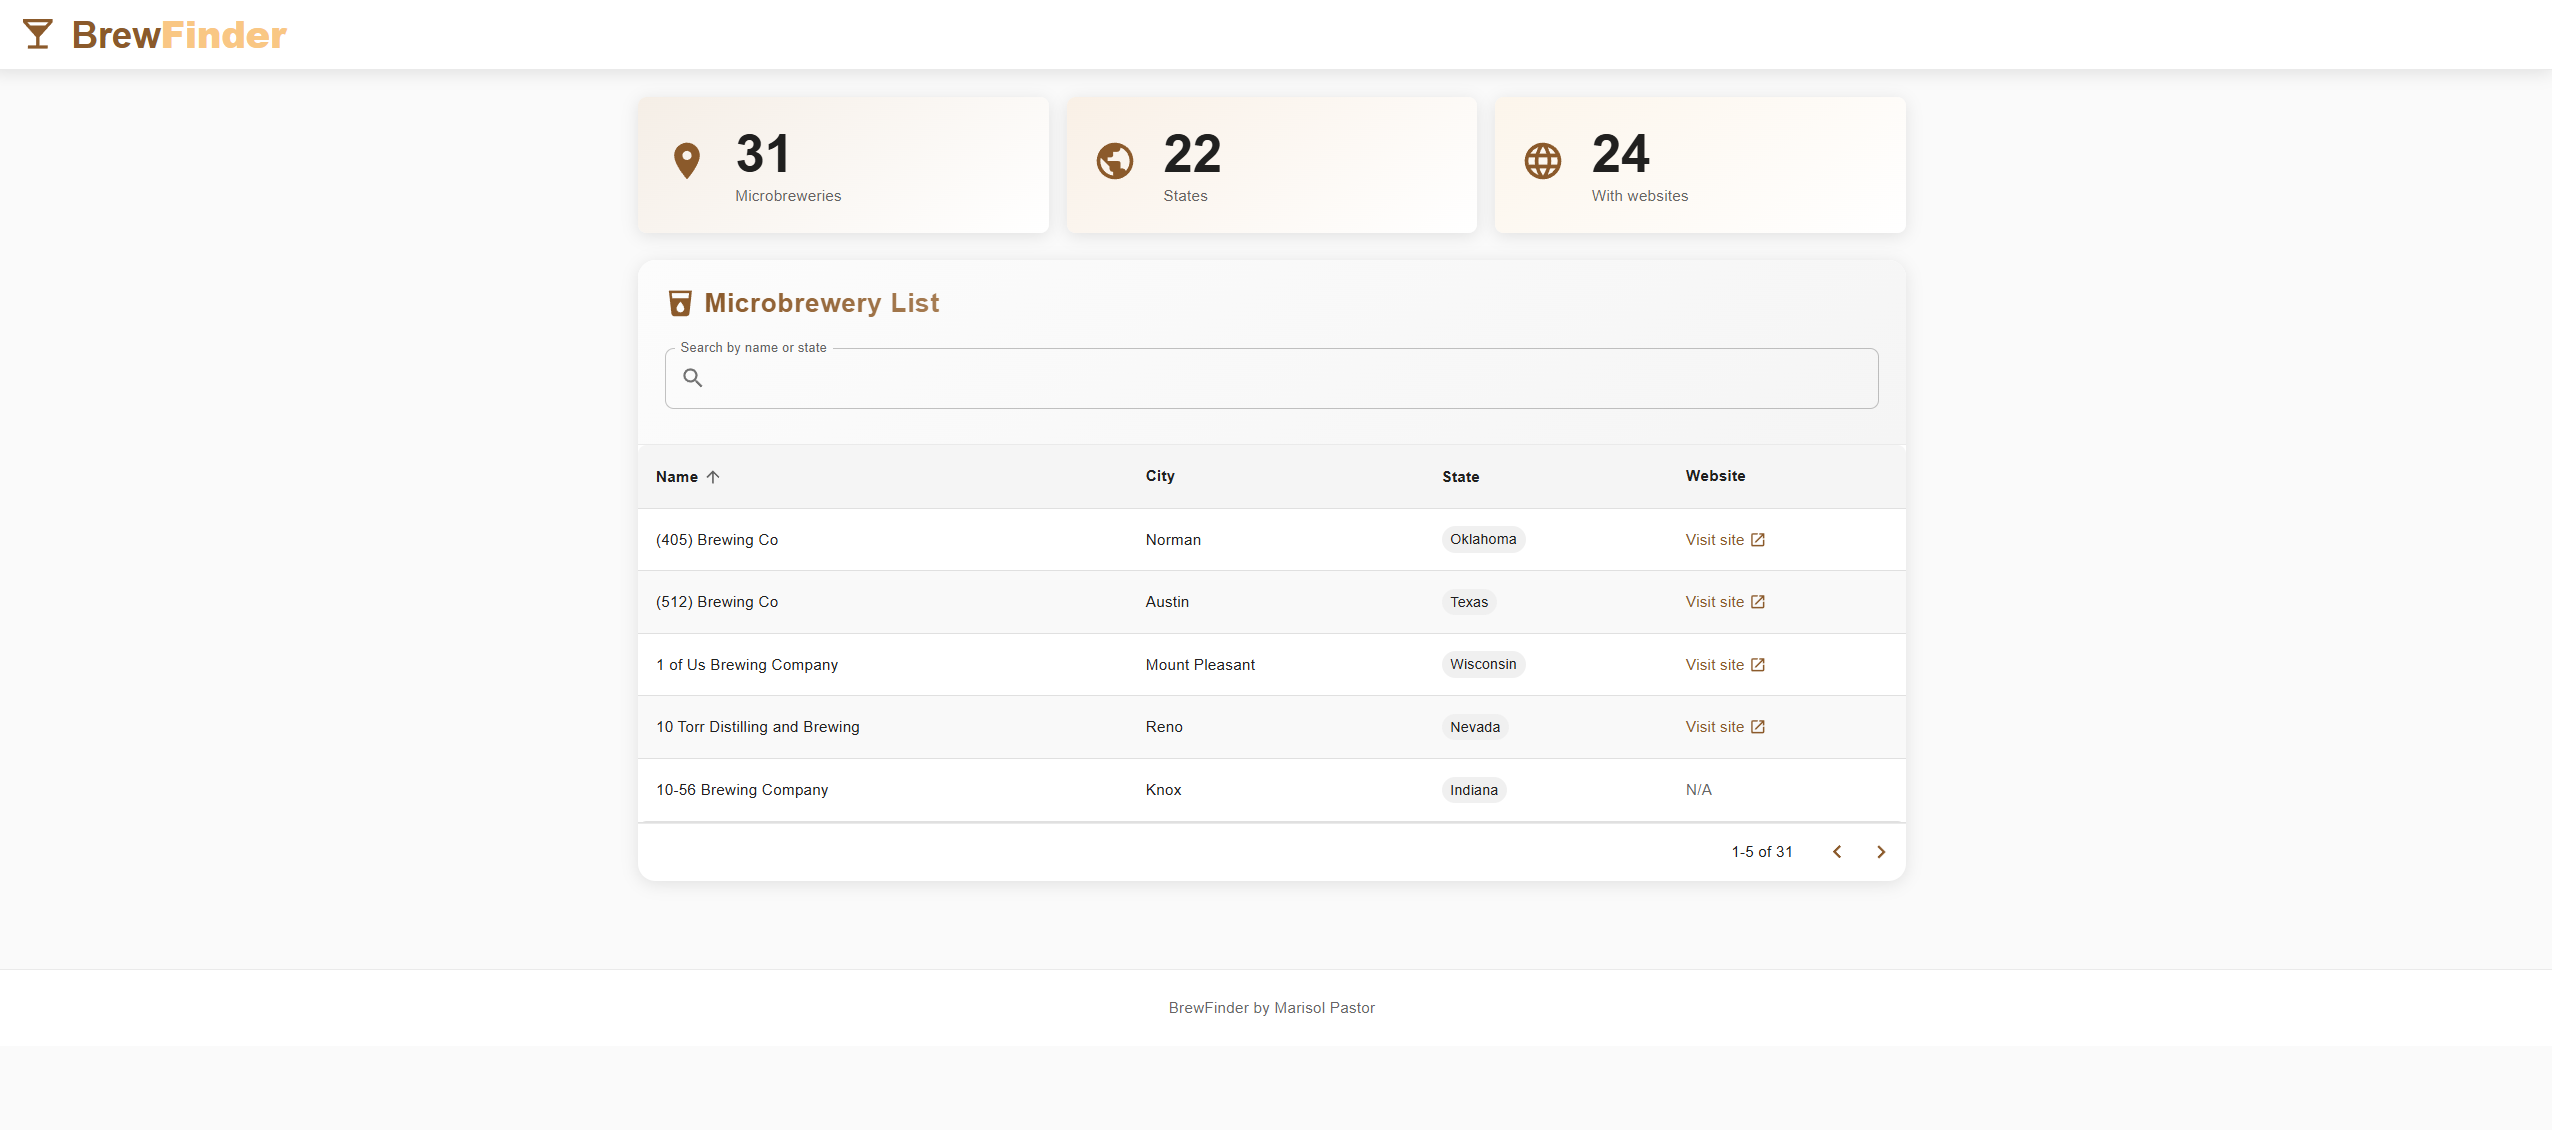 BrewFinder
31
Microbreweries
22
States
24
With websites
Microbrewery List
Search by name or state
Name City State Website
(405) Brewing Co Norman Oklahoma Visit site
(512) Brewing Co Austin Texas Visit site
1 of Us Brewing Company Mount Pleasant Wisconsin Visit site
10 Torr Distilling and Brewing Reno Nevada Visit site
10-56 Brewing Company Knox Indiana N/A
1-5 of 31
BrewFinder by Marisol Pastor